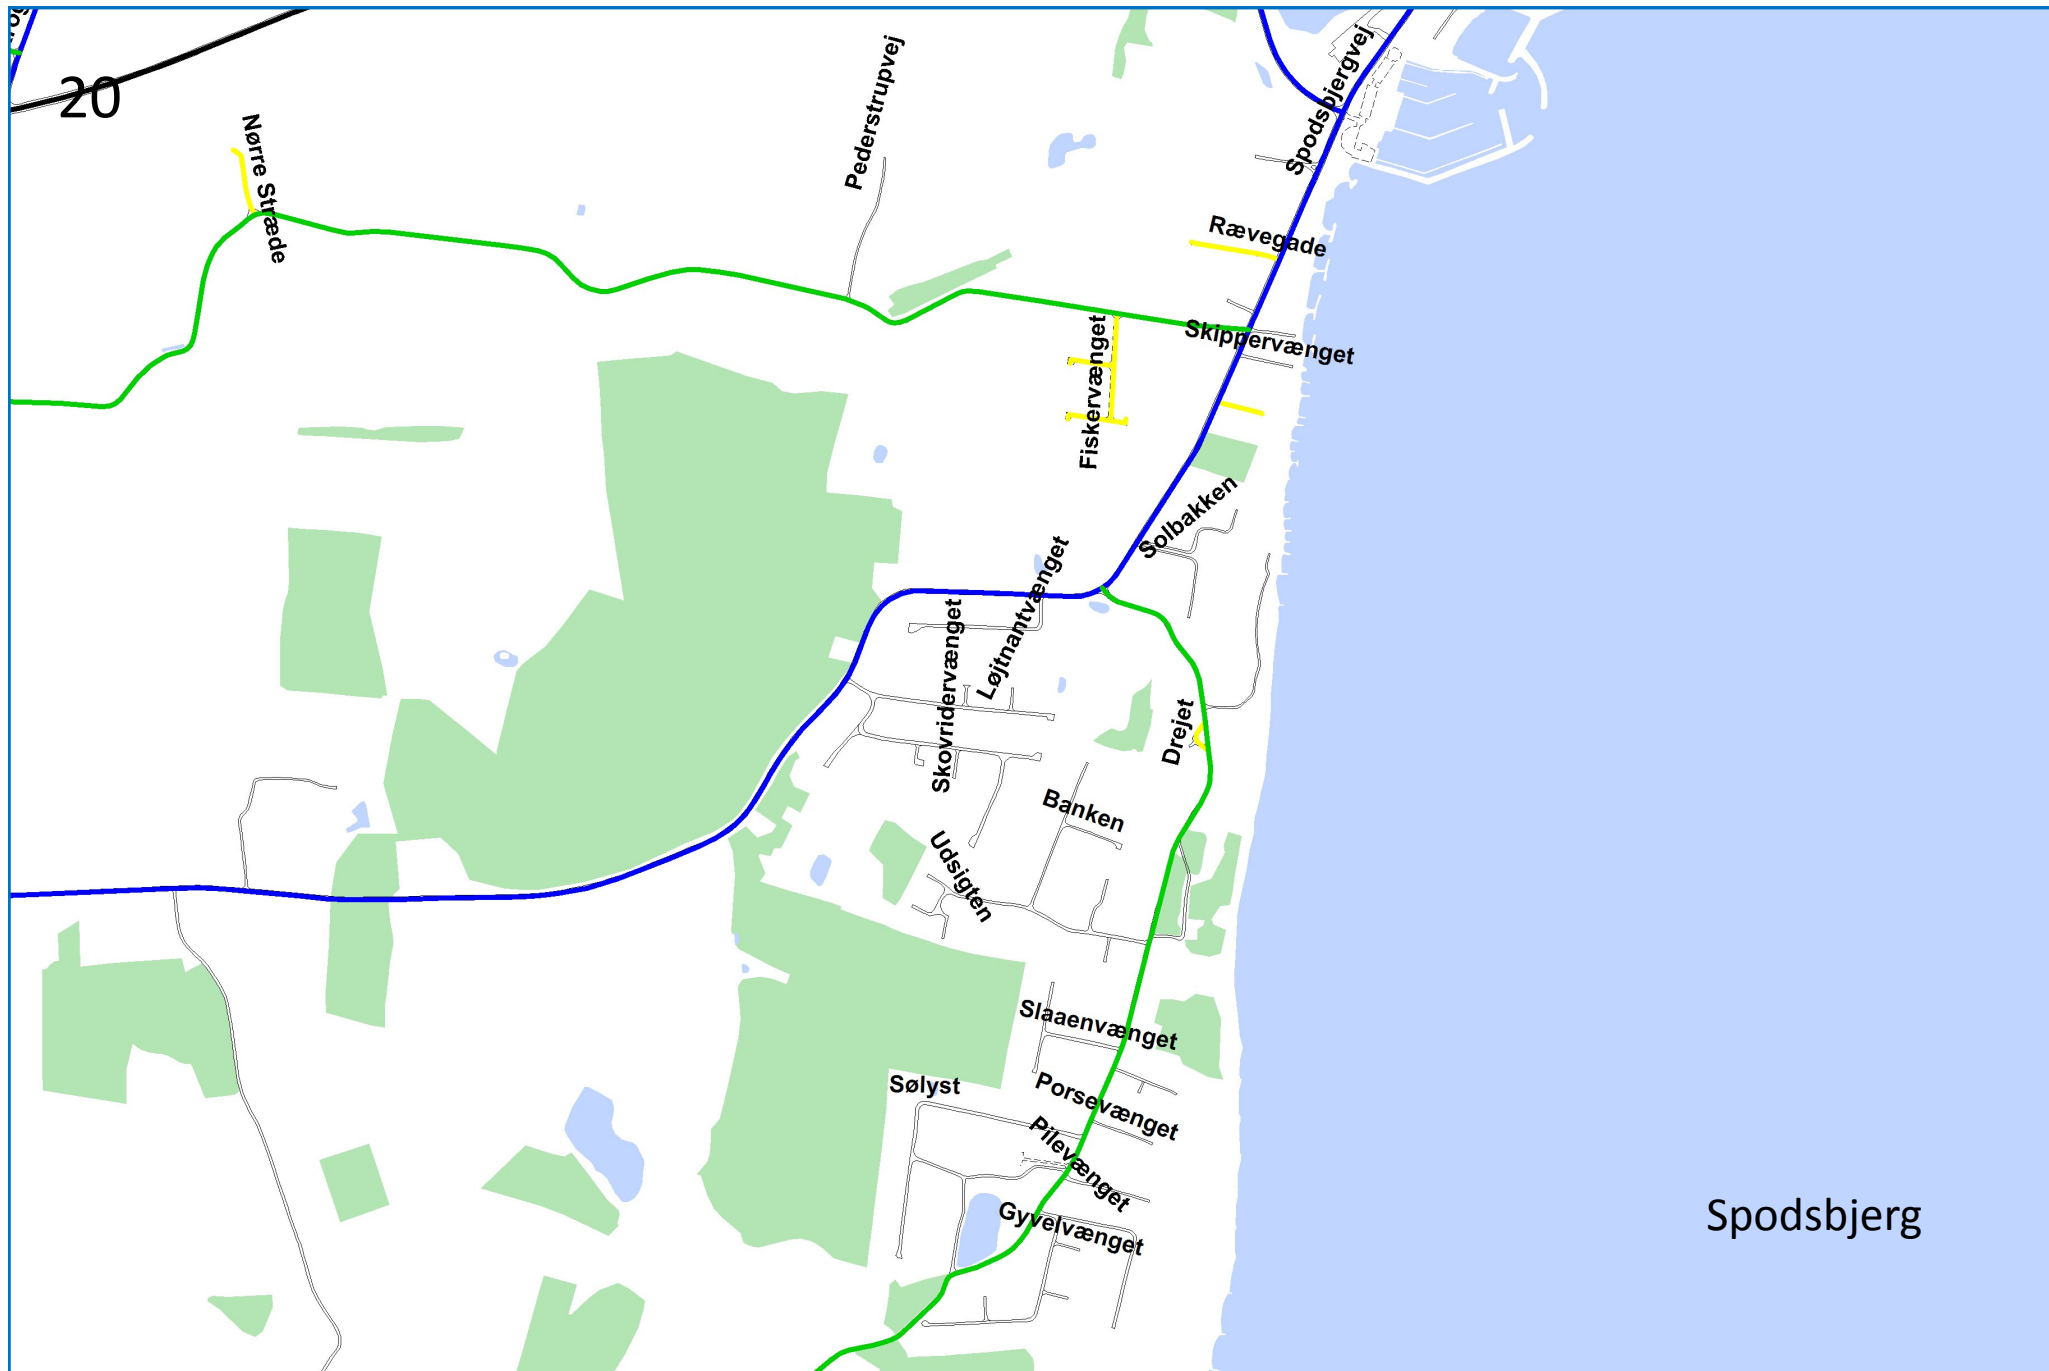 20
Nørre Stræde
Pederstrupvej
Spodsbjergvej
Rævegade
Skippervænget
Fiskervænget
Solbakken
Løjtnantvænget
Skovridervænget
Drejet
Banken
Udsigten
Slaaenvænget
Sølyst
Porsevænget
Pilevænget
Gyvelvænget
Spodsbjerg